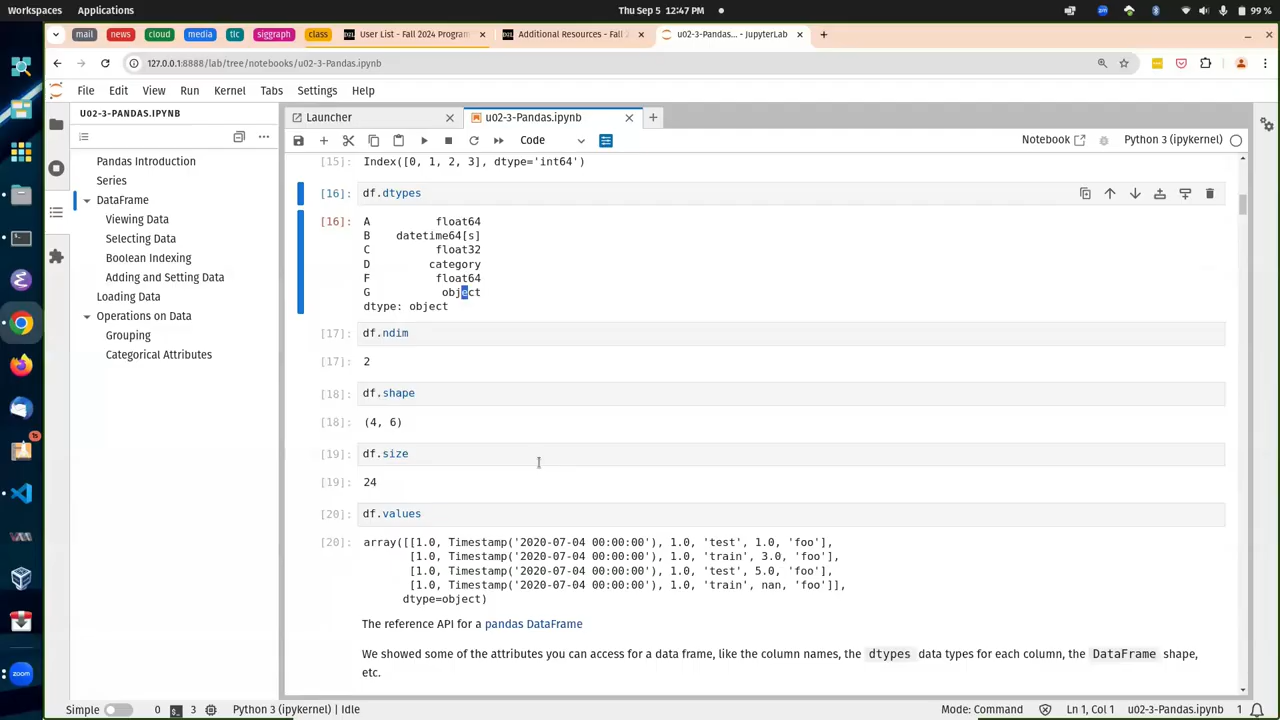 Workspaces Applications Thu Sep 5 12:47 PM 99 %
mail news cloud media tlc siggraph class User List - Fall 2024 Program Additional Resources - Fall 2 u02-3-Pandas... - JupyterLab
127.0.0.1:8888/lab/tree/notebooks/u02-3-Pandas.ipynb
File Edit View Run Kernel Tabs Settings Help
U02-3-PANDAS.IPYNB
Launcher u02-3-Pandas.ipynb
Code Notebook Python 3 (ipykernel)
Pandas Introduction
Series
DataFrame
Viewing Data
Selecting Data
Boolean Indexing
Adding and Setting Data
Loading Data
Operations on Data
Grouping
Categorical Attributes
[15]: Index([0, 1, 2, 3], dtype='int64')
[16]: df.dtypes
[16]: A float64
B datetime64[s]
C float32
D category
F float64
G object
dtype: object
[17]: df.ndim
[17]: 2
[18]: df.shape
[18]: (4, 6)
[19]: df.size
[19]: 24
[20]: df.values
[20]: array([[1.0, Timestamp('2020-07-04 00:00:00'), 1.0, 'test', 1.0, 'foo'],
[1.0, Timestamp('2020-07-04 00:00:00'), 1.0, 'train', 3.0, 'foo'],
[1.0, Timestamp('2020-07-04 00:00:00'), 1.0, 'test', 5.0, 'foo'],
[1.0, Timestamp('2020-07-04 00:00:00'), 1.0, 'train', nan, 'foo']],
dtype=object)
The reference API for a pandas DataFrame
We showed some of the attributes you can access for a data frame, like the column names, the dtypes data types for each column, the DataFrame shape,
etc.
15
zoom
Simple 0 3 Python 3 (ipykernel) | Idle Mode: Command Ln 1, Col 1 u02-3-Pandas.ipynb 1